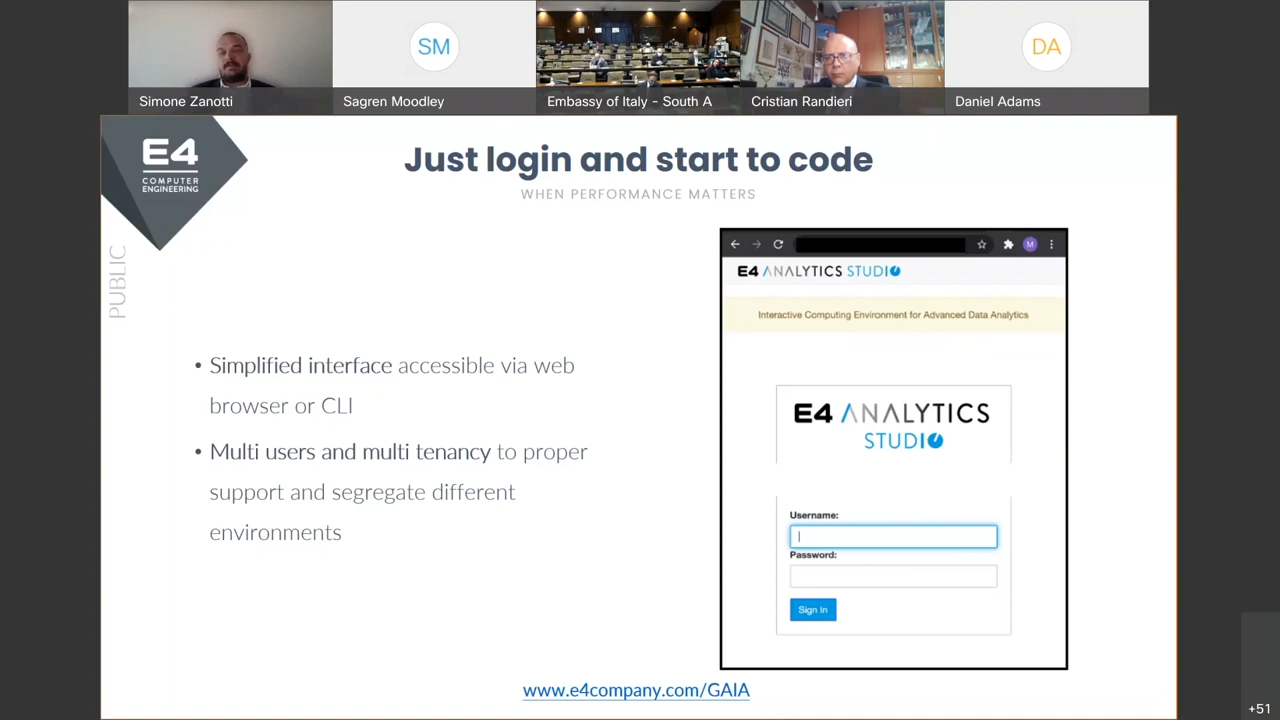 SM
DA
Simone Zanotti
Sagren Moodley
Embassy of Italy - South A
Cristian Randieri
Daniel Adams
E4
COMPUTER
ENGINEERING
Just login and start to code
WHEN PERFORMANCE MATTERS
PUBLIC
• Simplified interface accessible via web
browser or CLI
• Multi users and multi tenancy to proper
support and segregate different
environments
M
E4 ANALYTICS STUDIO
Interactive Computing Environment for Advanced Data Analytics
E4 ANALYTICS
STUDIO
Username:
Password:
Sign In
www.e4company.com/GAIA
+51